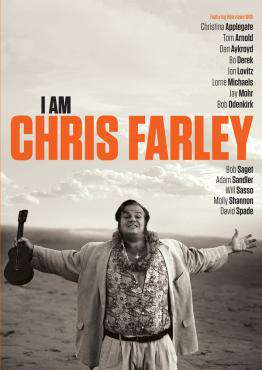 Featuring Interviews With
Christina Applegate
Tom Arnold
Dan Aykroyd
Bo Derek
Jon Lovitz
Lorne Michaels
Jay Mohr
Bob Odenkirk
I AM
CHRIS FARLEY
Bob Saget
Adam Sandler
Will Sasso
Molly Shannon
David Spade